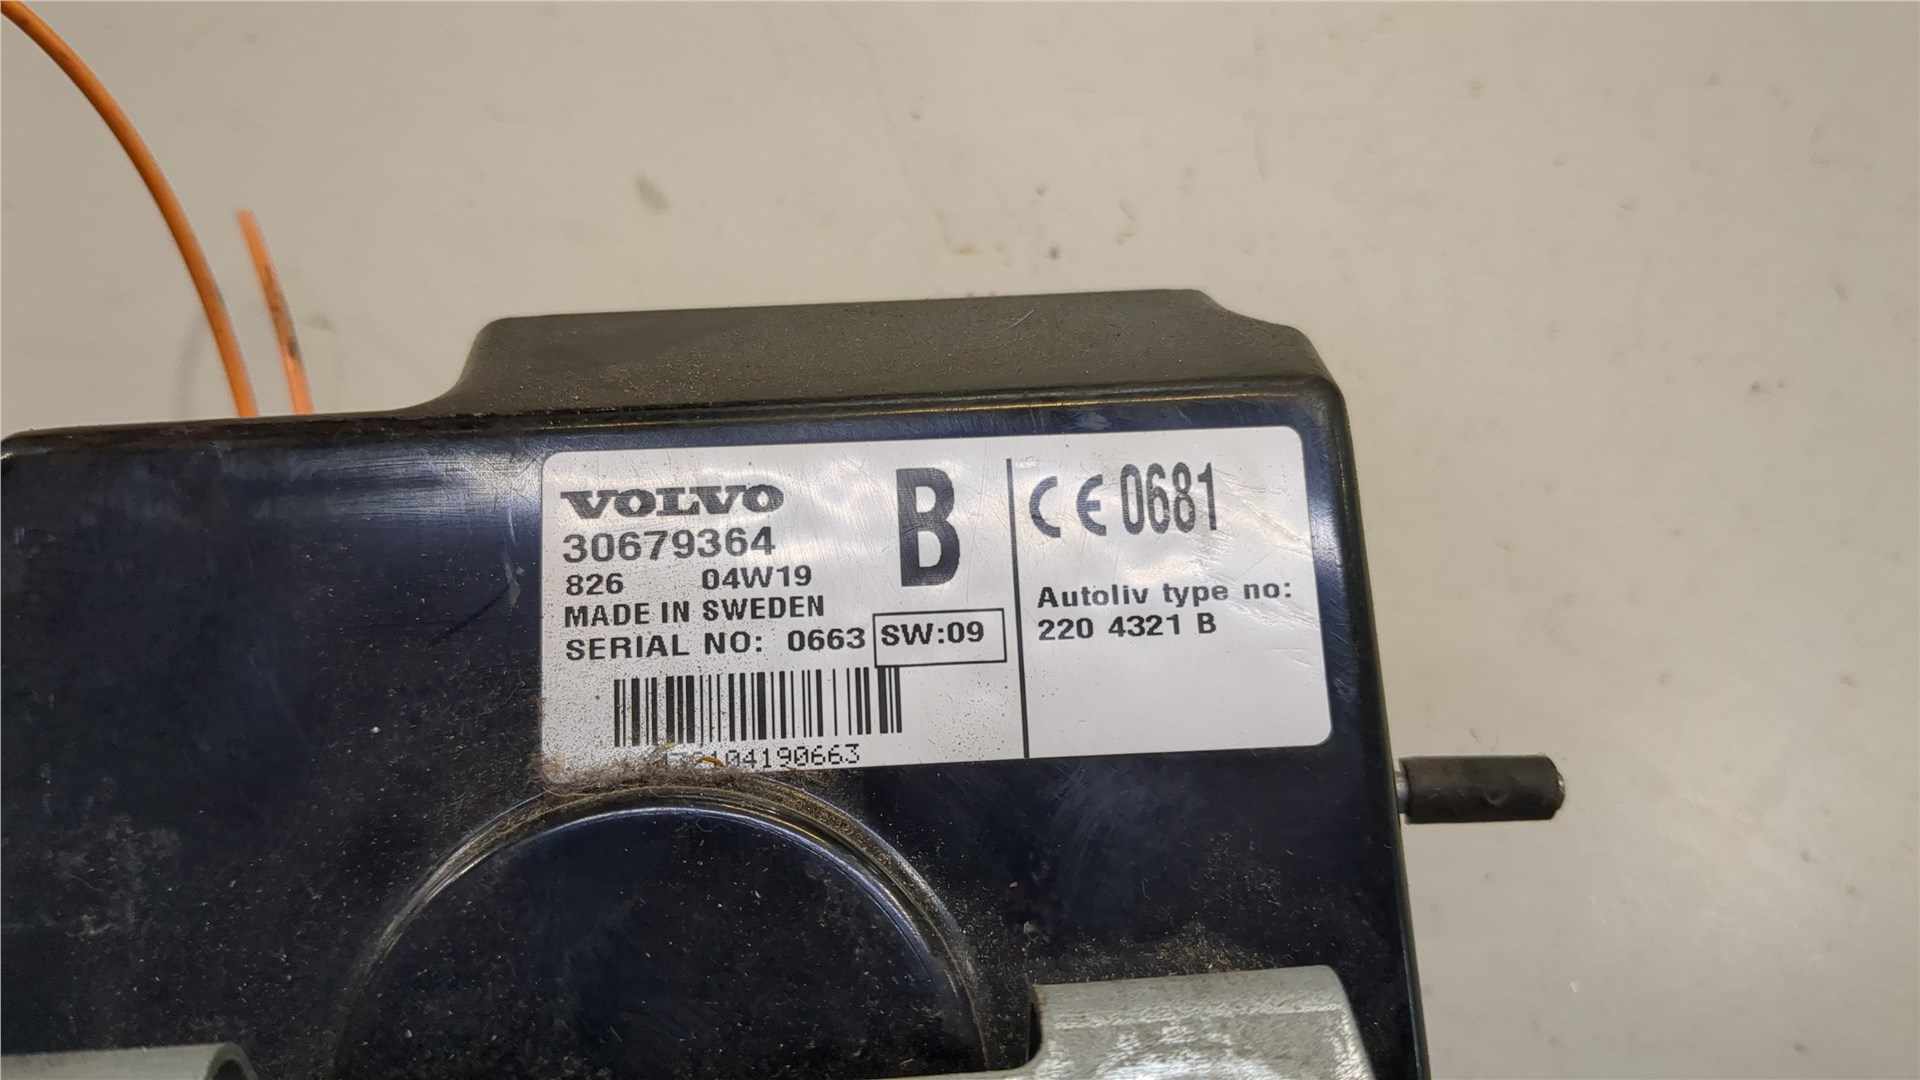 VOLVO
30679364
826 04W19
MADE IN SWEDEN
SERIAL NO: 0663 SW:09
B
104190663
CE 0681
Autoliv type no:
220 4321 B